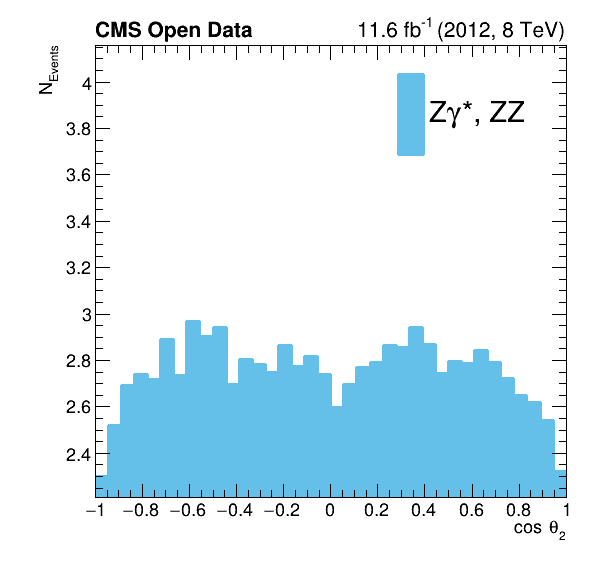 CMS Open Data 11.6 fb⁻¹ (2012, 8 TeV)
N_Events
Zγ*, ZZ
4
3.8
3.6
3.4
3.2
3
2.8
2.6
2.4
−1 −0.8 −0.6 −0.4 −0.2 0 0.2 0.4 0.6 0.8 1
cos θ₂